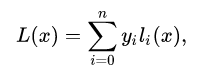 L(x) = \sum_{i=0}^{n} y_i l_i(x),